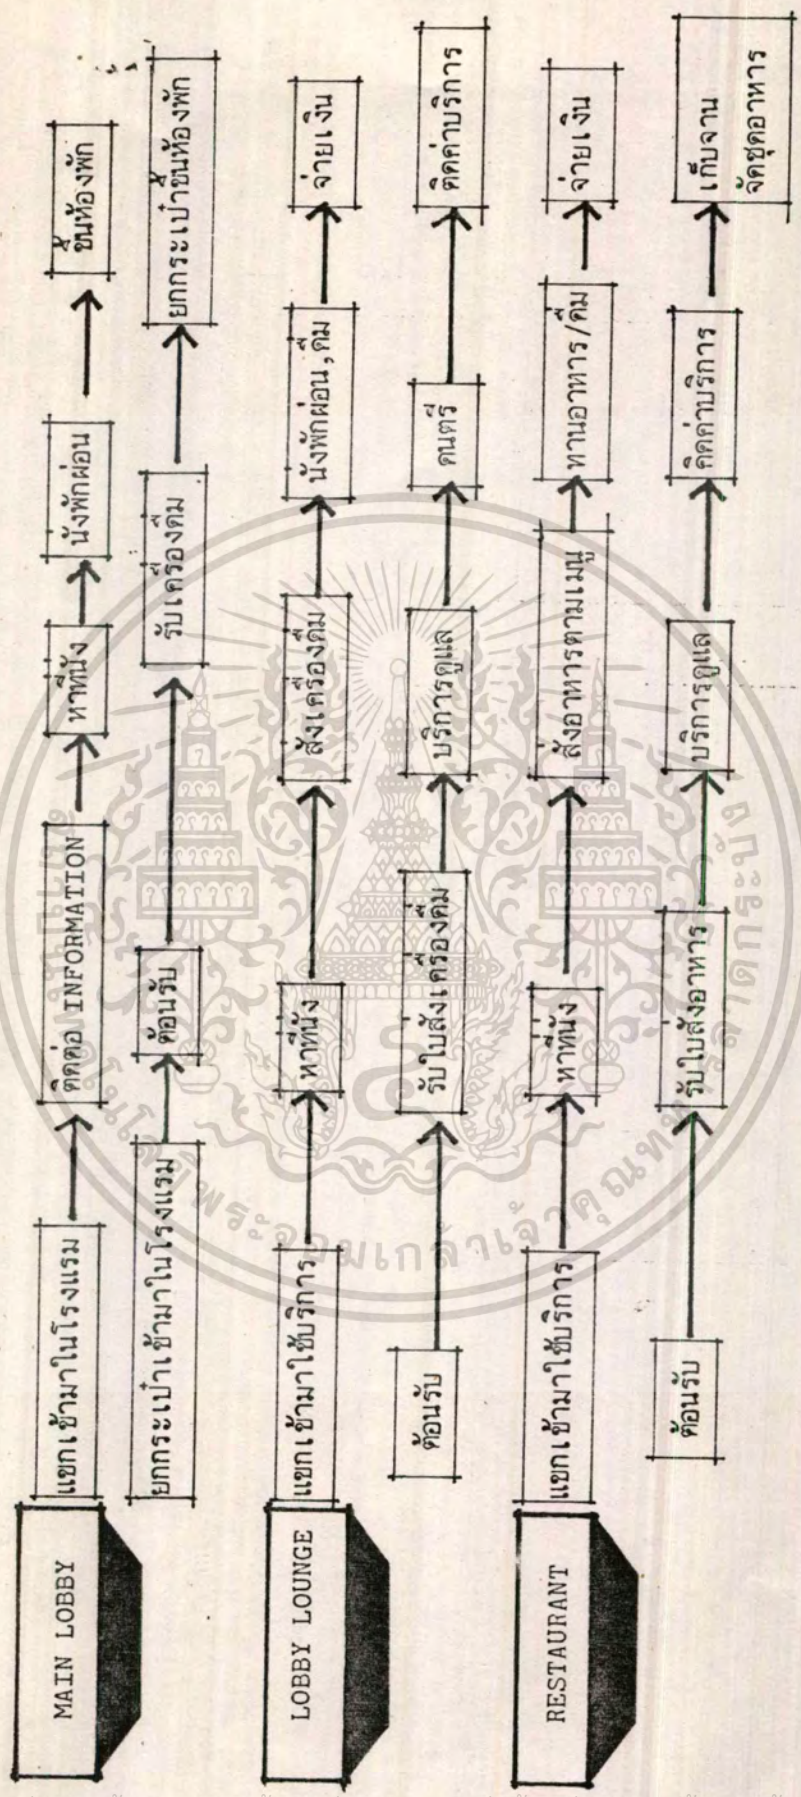 MAIN LOBBY
แขกเข้ามาในโรงแรม
ติดต่อ INFORMATION
หาที่นั่ง
นั่งพักผ่อน
ขึ้นห้องพัก
ยกกระเป๋าเข้ามาในโรงแรม
ต้อนรับ
รับเครื่องดื่ม
ยกกระเป๋าขึ้นห้องพัก
LOBBY LOUNGE
แขกเข้ามาใช้บริการ
หาที่นั่ง
สั่งเครื่องดื่ม
นั่งพักผ่อน,ดื่ม
จ่ายเงิน
ต้อนรับ
รับใบสั่งเครื่องดื่ม
บริการดูแล
ดนตรี
คิดค่าบริการ
RESTAURANT
แขกเข้ามาใช้บริการ
หาที่นั่ง
สั่งอาหารตามเมนู
ทานอาหาร/ดื่ม
จ่ายเงิน
ต้อนรับ
รับใบสั่งอาหาร
บริการดูแล
คิดค่าบริการ
เก็บจาน
จัดชุดอาหาร